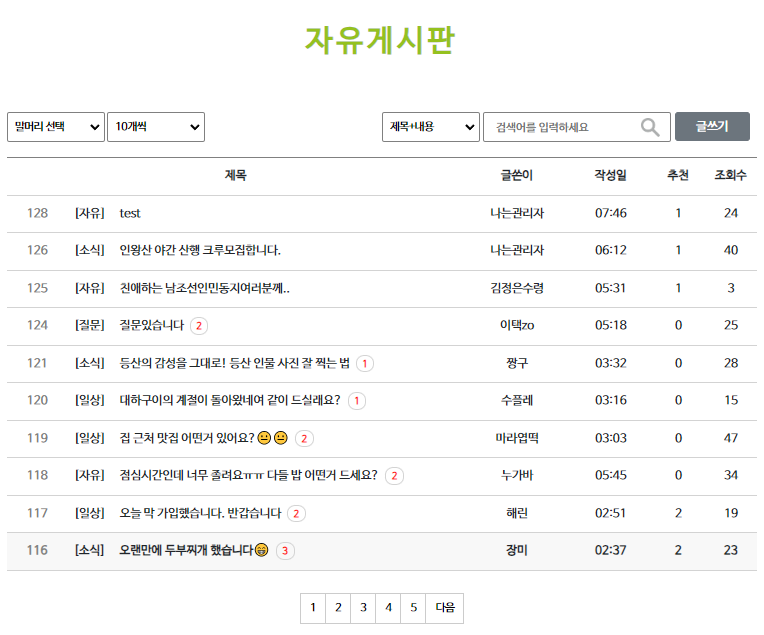 자유게시판
말머리 선택 10개씩 제목+내용 검색어를 입력하세요 글쓰기
제목 글쓴이 작성일 추천 조회수
128 [자유] test 나는관리자 07:46 1 24
126 [소식] 인왕산 야간 산행 크루모집합니다. 나는관리자 06:12 1 40
125 [자유] 친애하는 남조선인민동지여러분께.. 김정은수령 05:31 1 3
124 [질문] 질문있습니다 2 이택zo 05:18 0 25
121 [소식] 등산의 감성을 그대로! 등산 인물 사진 잘 찍는 법 1 짱구 03:32 0 28
120 [일상] 대하구이의 계절이 돌아왔네여 같이 드실래요? 1 수플레 03:16 0 15
119 [일상] 집 근처 맛집 어떤거 있어요?😐😐 2 마라엽떡 03:03 0 47
118 [자유] 점심시간인데 너무 졸려요ㅠㅠ 다들 밥 어떤거 드세요? 2 누가바 05:45 0 34
117 [일상] 오늘 막 가입했습니다. 반갑습니다 2 해린 02:51 2 19
116 [소식] 오랜만에 두부찌개 했습니다😁 3 장미 02:37 2 23
1 2 3 4 5 다음